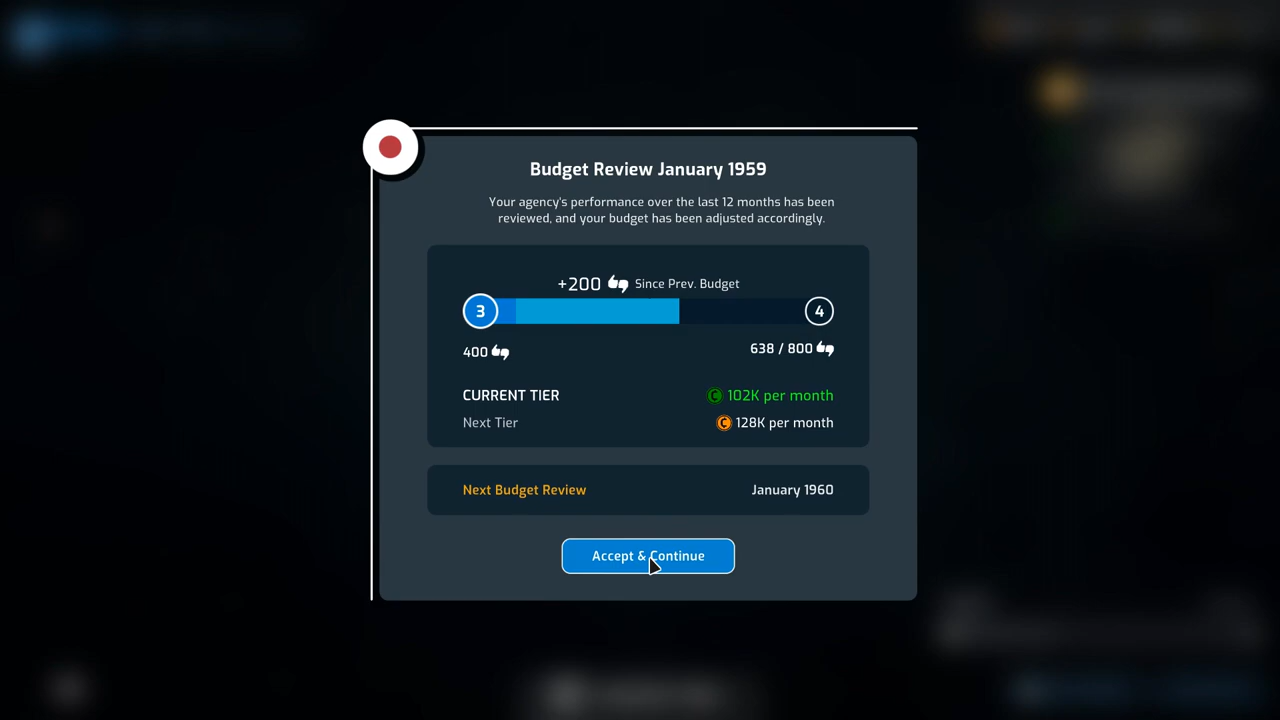 Budget Review January 1959
Your agency's performance over the last 12 months has been
reviewed, and your budget has been adjusted accordingly.
+200 Since Prev. Budget
3
4
400
638 / 800
CURRENT TIER
102K per month
Next Tier
128K per month
Next Budget Review
January 1960
Accept & Continue